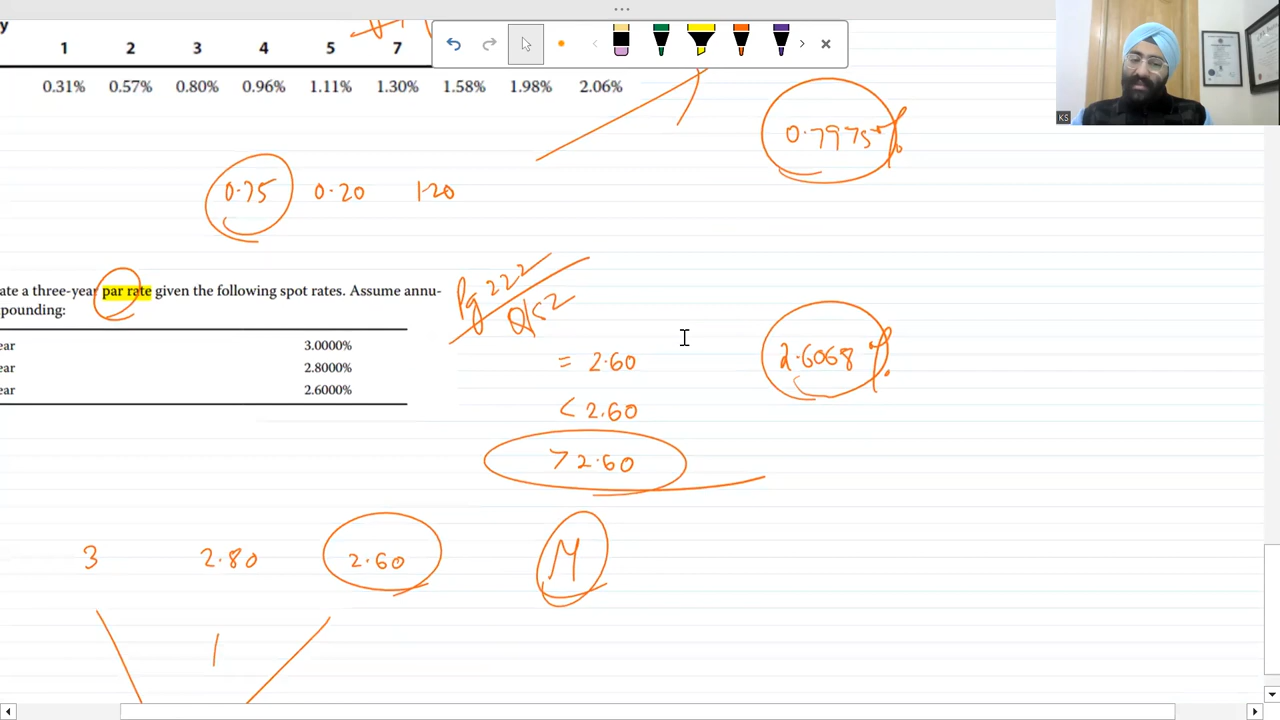 y
1 2 3 4 5 7
0.31% 0.57% 0.80% 0.96% 1.11% 1.30% 1.58% 1.98% 2.06%
0.7975%
0.75 0.20 1.20
ate a three-year par rate given the following spot rates. Assume annu-
pounding:
Pg 222
ear 3.0000%
ear 2.8000%
ear 2.6000%
= 2.60
2.6068%
< 2.60
> 2.60
3 2.80 2.60
KS